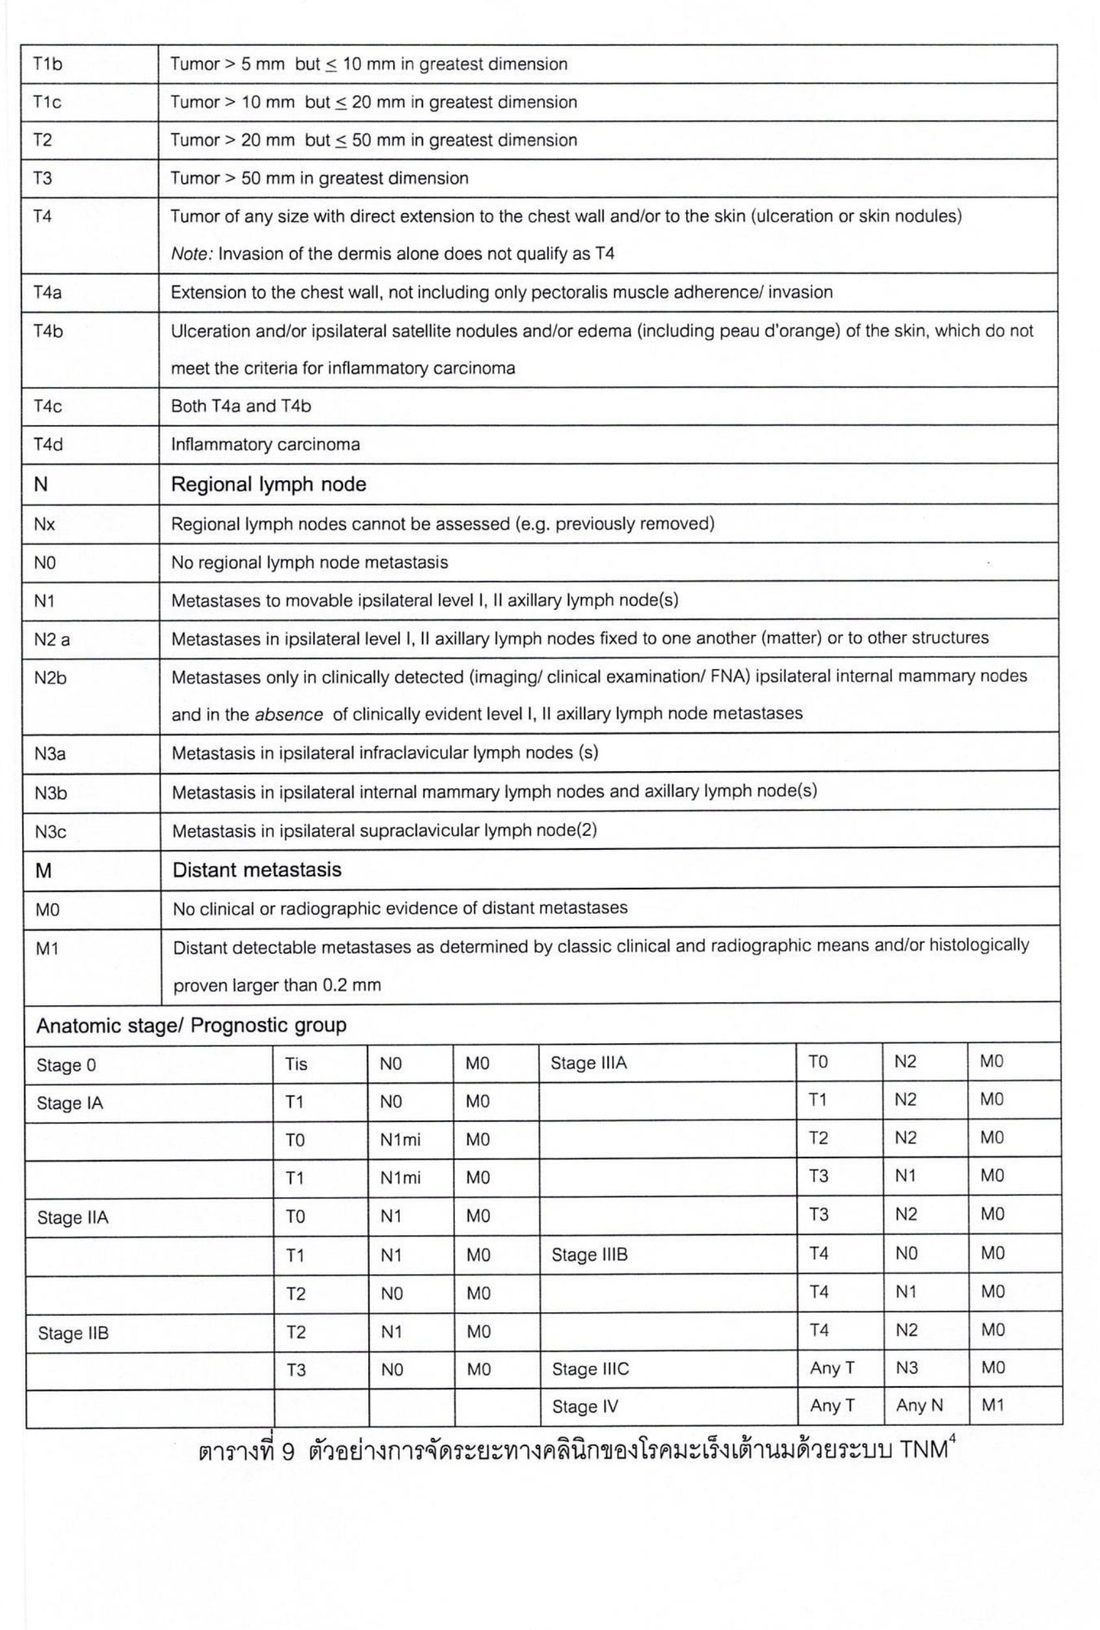 T1b Tumor > 5 mm but ≤ 10 mm in greatest dimension
T1c Tumor > 10 mm but ≤ 20 mm in greatest dimension
T2 Tumor > 20 mm but ≤ 50 mm in greatest dimension
T3 Tumor > 50 mm in greatest dimension
T4 Tumor of any size with direct extension to the chest wall and/or to the skin (ulceration or skin nodules)
Note: Invasion of the dermis alone does not qualify as T4
T4a Extension to the chest wall, not including only pectoralis muscle adherence/ invasion
T4b Ulceration and/or ipsilateral satellite nodules and/or edema (including peau d'orange) of the skin, which do not
meet the criteria for inflammatory carcinoma
T4c Both T4a and T4b
T4d Inflammatory carcinoma
N Regional lymph node
Nx Regional lymph nodes cannot be assessed (e.g. previously removed)
N0 No regional lymph node metastasis
N1 Metastases to movable ipsilateral level I, II axillary lymph node(s)
N2 a Metastases in ipsilateral level I, II axillary lymph nodes fixed to one another (matter) or to other structures
N2b Metastases only in clinically detected (imaging/ clinical examination/ FNA) ipsilateral internal mammary nodes
and in the absence of clinically evident level I, II axillary lymph node metastases
N3a Metastasis in ipsilateral infraclavicular lymph nodes (s)
N3b Metastasis in ipsilateral internal mammary lymph nodes and axillary lymph node(s)
N3c Metastasis in ipsilateral supraclavicular lymph node(2)
M Distant metastasis
M0 No clinical or radiographic evidence of distant metastases
M1 Distant detectable metastases as determined by classic clinical and radiographic means and/or histologically
proven larger than 0.2 mm
Anatomic stage/ Prognostic group
Stage 0 Tis N0 M0 Stage IIIA T0 N2 M0
Stage IA T1 N0 M0 T1 N2 M0
T0 N1mi M0 T2 N2 M0
T1 N1mi M0 T3 N1 M0
Stage IIA T0 N1 M0 T3 N2 M0
T1 N1 M0 Stage IIIB T4 N0 M0
T2 N0 M0 T4 N1 M0
Stage IIB T2 N1 M0 T4 N2 M0
T3 N0 M0 Stage IIIC Any T N3 M0
Stage IV Any T Any N M1
ตารางที่ 9 ตัวอย่างการจัดระยะทางคลินิกของโรคมะเร็งเต้านมด้วยระบบ TNM⁴